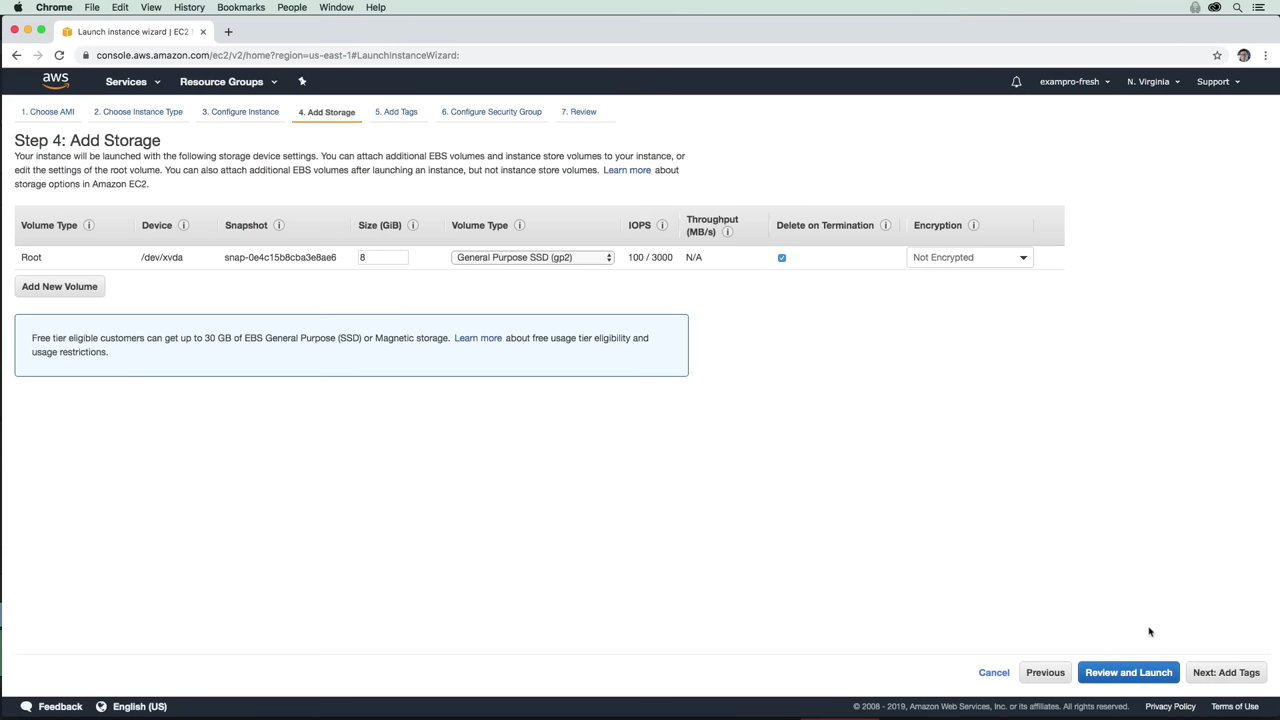 Chrome File Edit View History Bookmarks People Window Help
Launch instance wizard | EC2
console.aws.amazon.com/ec2/v2/home?region=us-east-1#LaunchInstanceWizard:
aws Services Resource Groups exampro-fresh N. Virginia Support
1. Choose AMI 2. Choose Instance Type 3. Configure Instance 4. Add Storage 5. Add Tags 6. Configure Security Group 7. Review
Step 4: Add Storage
Your instance will be launched with the following storage device settings. You can attach additional EBS volumes and instance store volumes to your instance, or
edit the settings of the root volume. You can also attach additional EBS volumes after launching an instance, but not instance store volumes. Learn more about
storage options in Amazon EC2.
Volume Type Device Snapshot Size (GiB) Volume Type IOPS Throughput (MB/s) Delete on Termination Encryption
Root /dev/xvda snap-0e4c15b8cba3e8ae6 8 General Purpose SSD (gp2) 100 / 3000 N/A Not Encrypted
Add New Volume
Free tier eligible customers can get up to 30 GB of EBS General Purpose (SSD) or Magnetic storage. Learn more about free usage tier eligibility and
usage restrictions.
Cancel Previous Review and Launch Next: Add Tags
Feedback English (US) © 2008 - 2019, Amazon Web Services, Inc. or its affiliates. All rights reserved. Privacy Policy Terms of Use